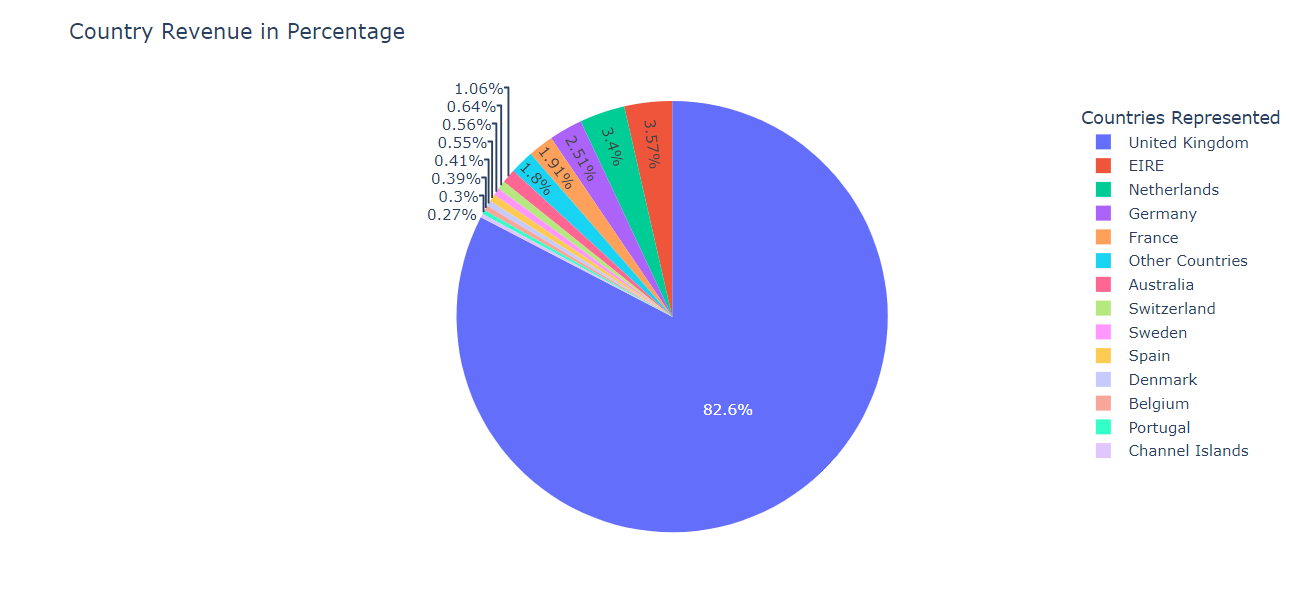 Country Revenue in Percentage
1.06%
0.64%
0.56%
0.55%
0.41%
0.39%
0.3%
0.27%
1.8%
1.91%
2.51%
3.4%
3.57%
82.6%
Countries Represented
United Kingdom
EIRE
Netherlands
Germany
France
Other Countries
Australia
Switzerland
Sweden
Spain
Denmark
Belgium
Portugal
Channel Islands